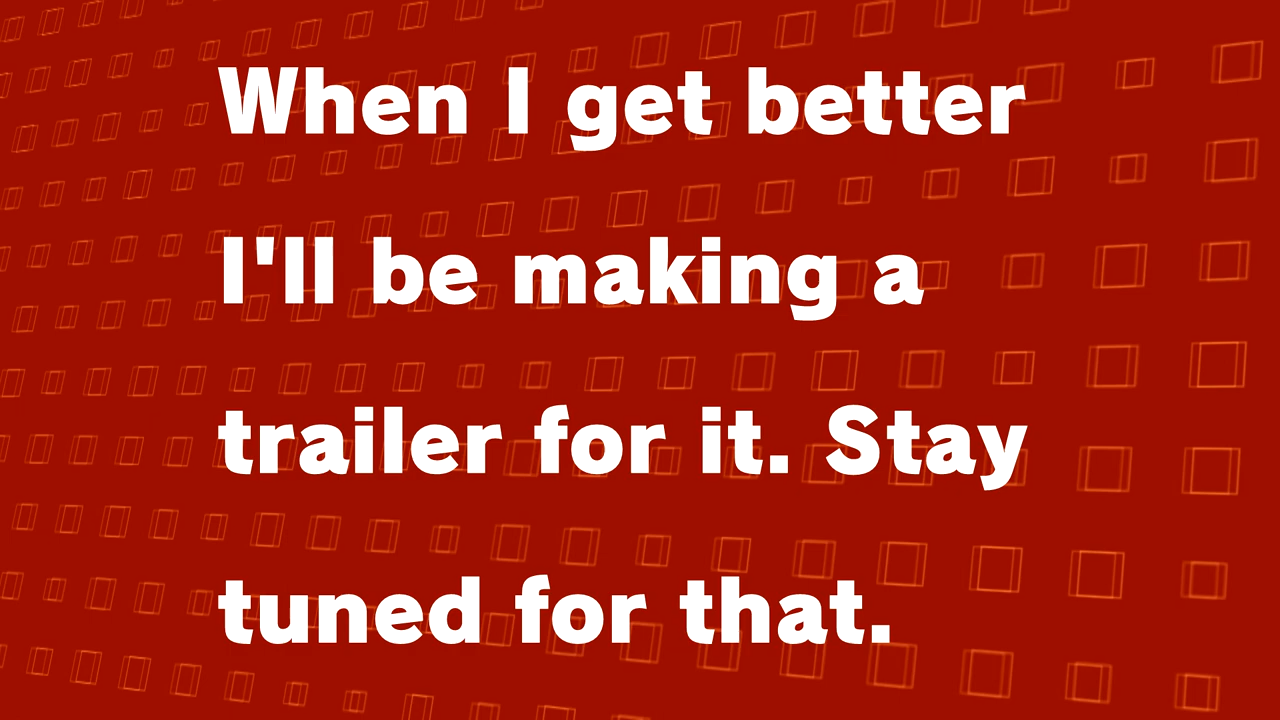 When I get better
I'll be making a
trailer for it. Stay
tuned for that.